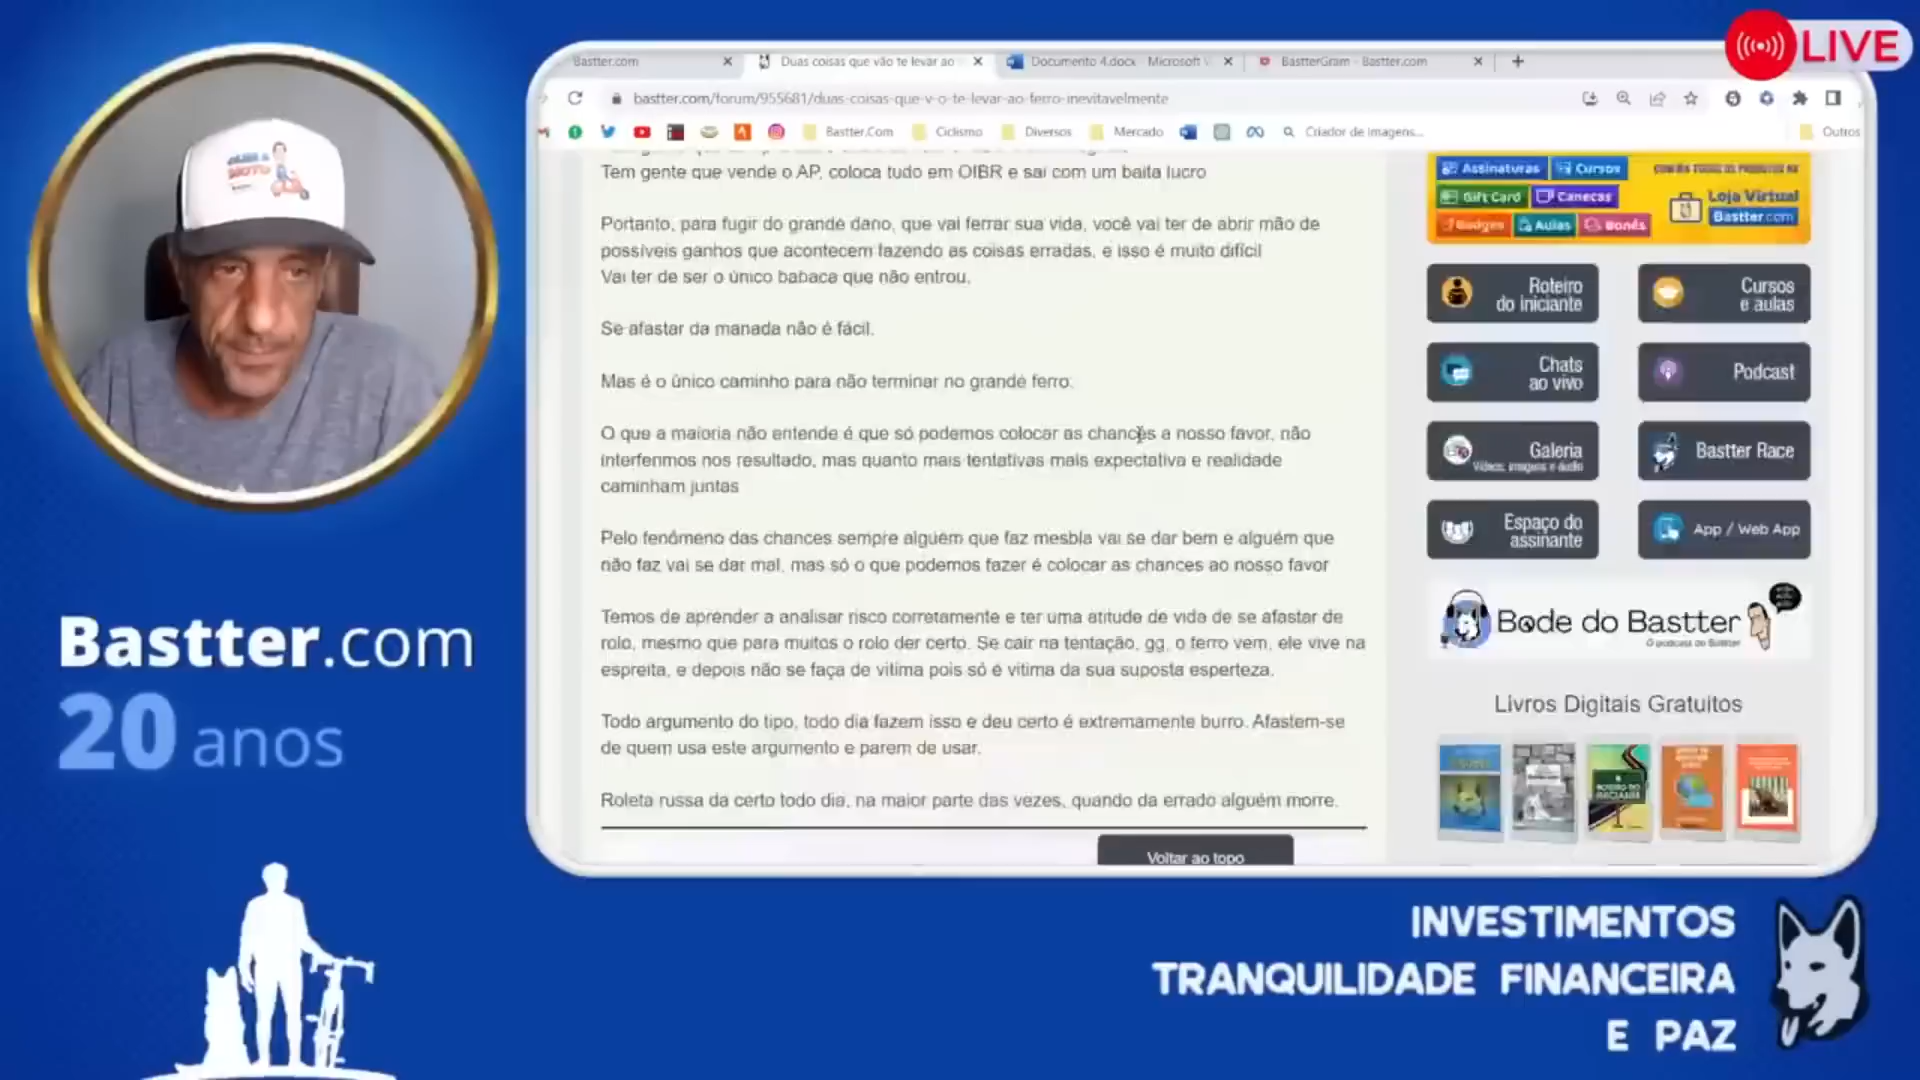 LIVE
Bastter.com
Duas coisas que vão te levar ao
Documento 4.docx - Microsoft
BastterGram - Bastter.com
bastter.com/forum/955681/duas-coisas-que-v-o-te-levar-ao-ferro-inevitavelmente
Bastter.Com
Ciclismo
Diversos
Mercado
Criador de Imagens...
Outros
Tem gente que vende o AP, coloca tudo em OIBR e sai com um baita lucro
Portanto, para fugir do grande dano, que vai ferrar sua vida, você vai ter de abrir mão de
possíveis ganhos que acontecem fazendo as coisas erradas, e isso é muito difícil
Vai ter de ser o único babaca que não entrou.
Se afastar da manada não é fácil.
Mas é o único caminho para não terminar no grande ferro.
O que a maioria não entende é que só podemos colocar as chances a nosso favor, não
interferimos nos resultado, mas quanto mais tentativas mais expectativa e realidade
caminham juntas
Pelo fenômeno das chances sempre alguém que faz mesbla vai se dar bem e alguém que
não faz vai se dar mal, mas só o que podemos fazer é colocar as chances ao nosso favor
Temos de aprender a analisar risco corretamente e ter uma atitude de vida de se afastar de
rolo, mesmo que para muitos o rolo der certo. Se cair na tentação, gg, o ferro vem, ele vive na
espreita, e depois não se faça de vítima pois só é vítima da sua suposta esperteza.
Todo argumento do tipo, todo dia fazem isso e deu certo é extremamente burro. Afastem-se
de quem usa este argumento e parem de usar.
Roleta russa da certo todo dia, na maior parte das vezes, quando da errado alguém morre.
Voltar ao topo
Assinaturas
Cursos
Gift Card
Canecas
Badges
Aulas
Bonés
Loja Virtual
Bastter.com
Roteiro
do iniciante
Cursos
e aulas
Chats
ao vivo
Podcast
Galeria
Vídeos, imagens e áudio
Bastter Race
Espaço do
assinante
App / Web App
Bode do Bastter
O podcast do Bastter
Livros Digitais Gratuitos
Bastter.com
20 anos
INVESTIMENTOS
TRANQUILIDADE FINANCEIRA
E PAZ